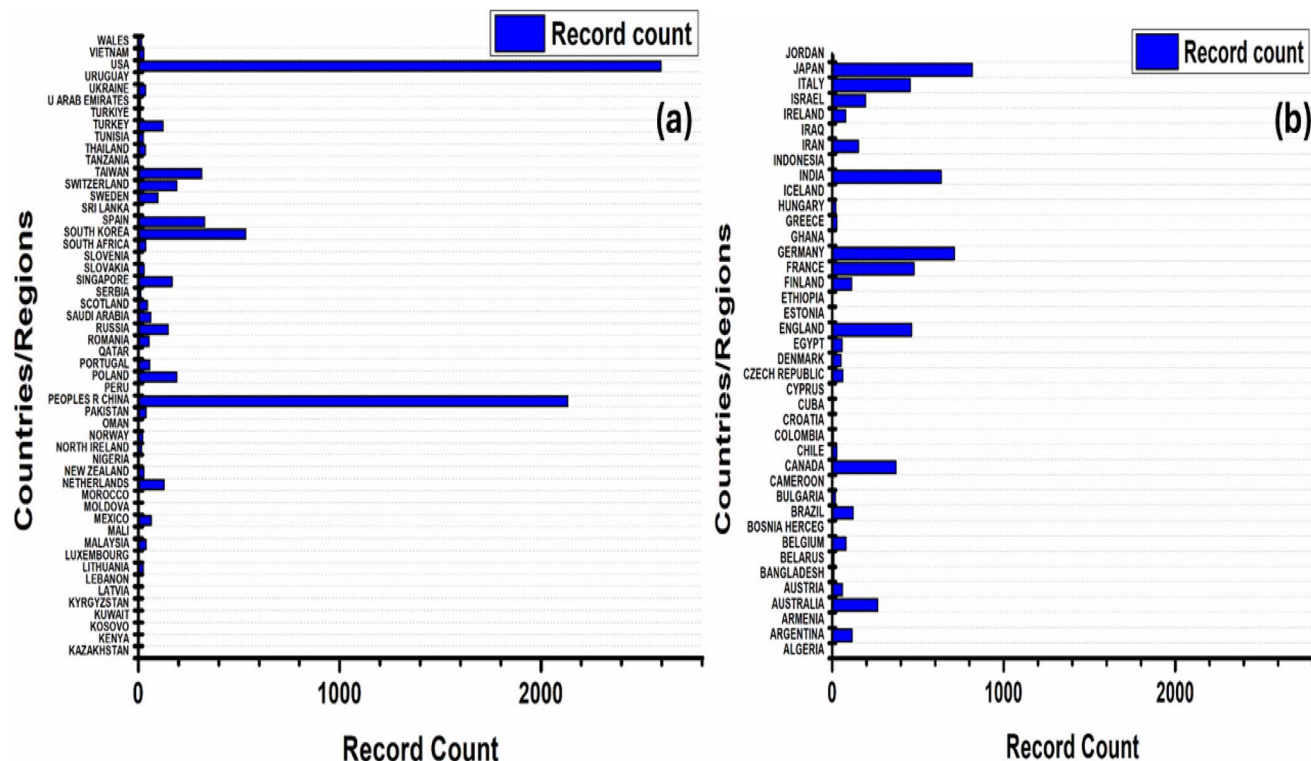 Record count
(a)
Countries/Regions
WALES
VIETNAM
USA
URUGUAY
UKRAINE
U ARAB EMIRATES
TURKIYE
TURKEY
TUNISIA
THAILAND
TANZANIA
TAIWAN
SWITZERLAND
SWEDEN
SRI LANKA
SPAIN
SOUTH KOREA
SOUTH AFRICA
SLOVENIA
SLOVAKIA
SINGAPORE
SERBIA
SCOTLAND
SAUDI ARABIA
RUSSIA
ROMANIA
QATAR
PORTUGAL
POLAND
PERU
PEOPLES R CHINA
PAKISTAN
OMAN
NORWAY
NORTH IRELAND
NIGERIA
NEW ZEALAND
NETHERLANDS
MOROCCO
MOLDOVA
MEXICO
MALI
MALAYSIA
LUXEMBOURG
LITHUANIA
LEBANON
LATVIA
KYRGYZSTAN
KUWAIT
KOSOVO
KENYA
KAZAKHSTAN
0 1000 2000
Record Count
Record count
(b)
Countries/Regions
JORDAN
JAPAN
ITALY
ISRAEL
IRELAND
IRAQ
IRAN
INDONESIA
INDIA
ICELAND
HUNGARY
GREECE
GHANA
GERMANY
FRANCE
FINLAND
ETHIOPIA
ESTONIA
ENGLAND
EGYPT
DENMARK
CZECH REPUBLIC
CYPRUS
CUBA
CROATIA
COLOMBIA
CHILE
CANADA
CAMEROON
BULGARIA
BRAZIL
BOSNIA HERCEG
BELGIUM
BELARUS
BANGLADESH
AUSTRIA
AUSTRALIA
ARMENIA
ARGENTINA
ALGERIA
0 1000 2000
Record Count